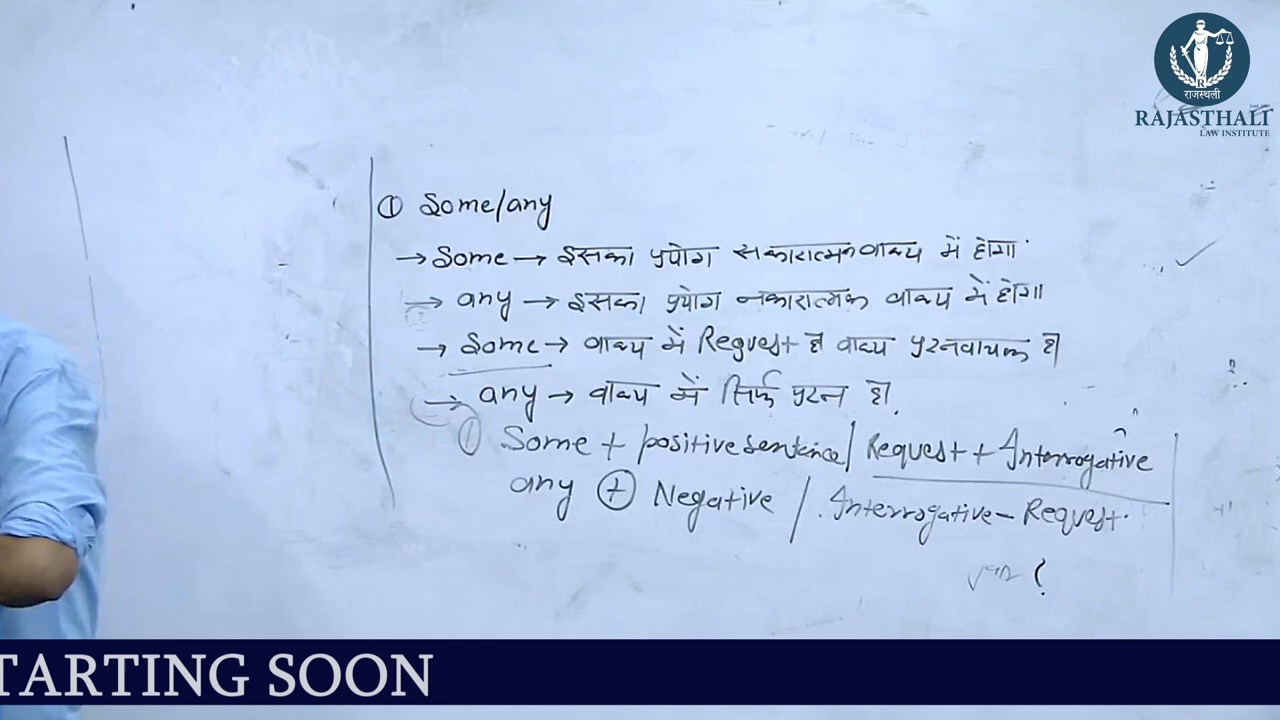 राजस्थली
RAJASTHALI
LAW INSTITUTE
① Some/any
→ Some → इसका प्रयोग सकारात्मक वाक्य में होगा
→ any → इसका प्रयोग नकारात्मक वाक्य में होगा
→ Some → वाक्य में Request हो वाक्य प्रश्नवाचक हो
→ any → वाक्य में सिर्फ प्रश्न हो.
① Some + positive sentence/ Request + Interrogative
any ⊕ Negative / Interrogative - Request.
?
TARTING SOON